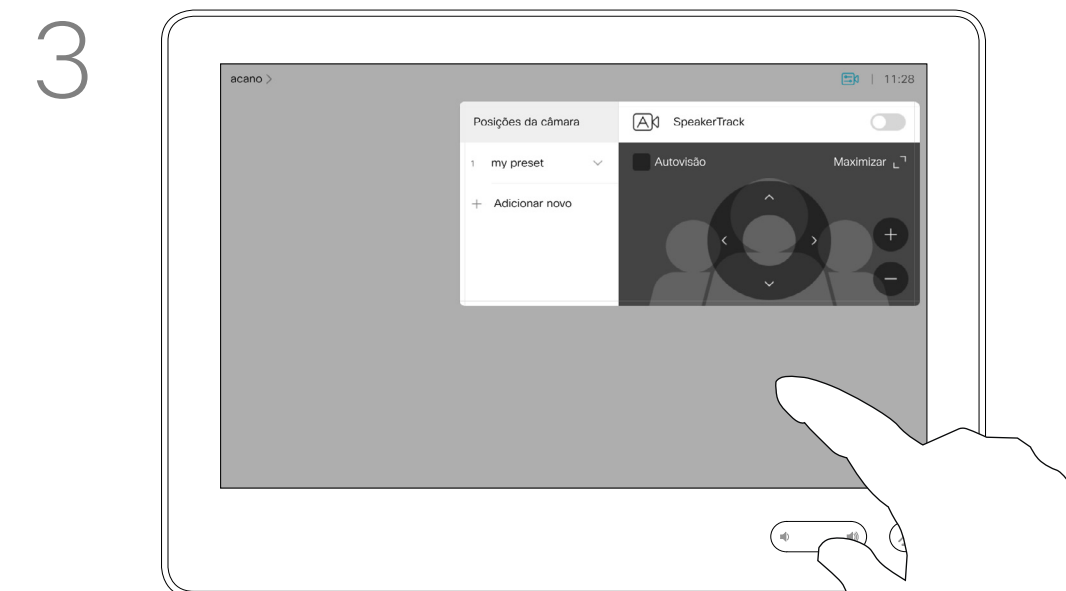 3
acano >
11:28
Posições da câmara
SpeakerTrack
1 my preset
Autovisão
Maximizar
+ Adicionar novo